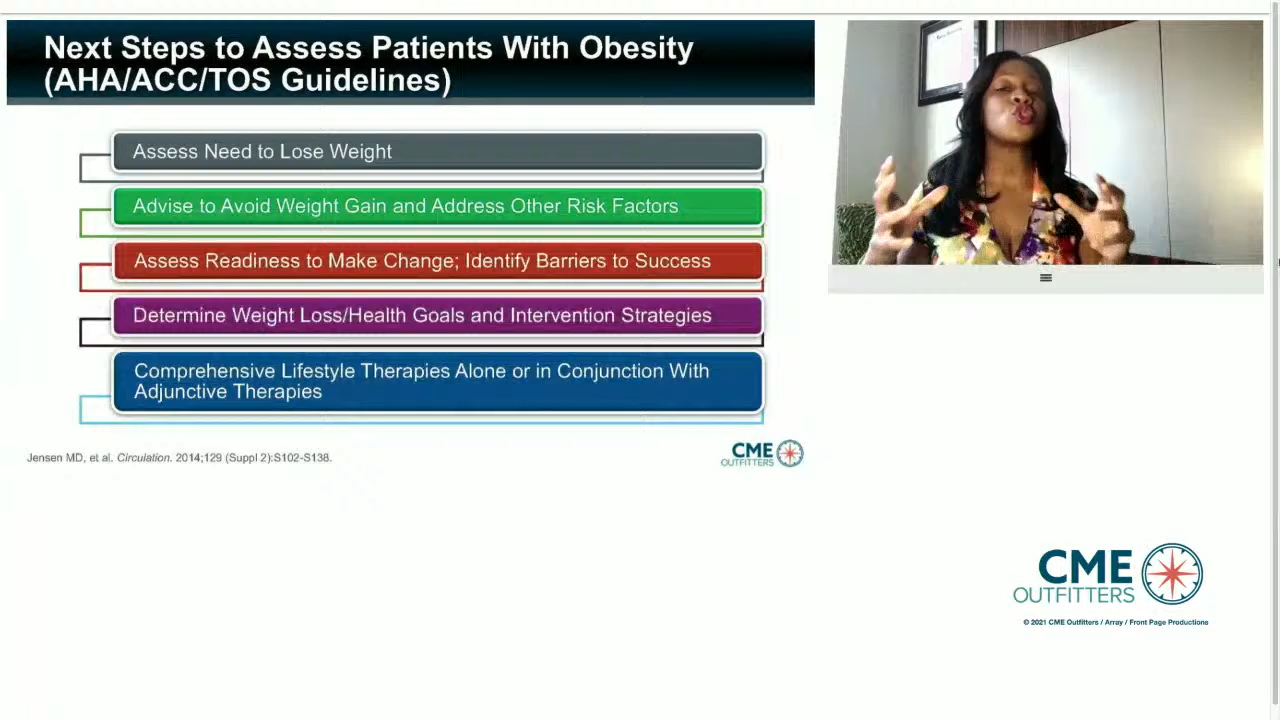 Next Steps to Assess Patients With Obesity
(AHA/ACC/TOS Guidelines)
Assess Need to Lose Weight
Advise to Avoid Weight Gain and Address Other Risk Factors
Assess Readiness to Make Change; Identify Barriers to Success
Determine Weight Loss/Health Goals and Intervention Strategies
Comprehensive Lifestyle Therapies Alone or in Conjunction With
Adjunctive Therapies
Jensen MD, et al. Circulation. 2014;129 (Suppl 2):S102-S138.
CME
OUTFITTERS
CME
OUTFITTERS
© 2021 CME Outfitters / Array / Front Page Productions